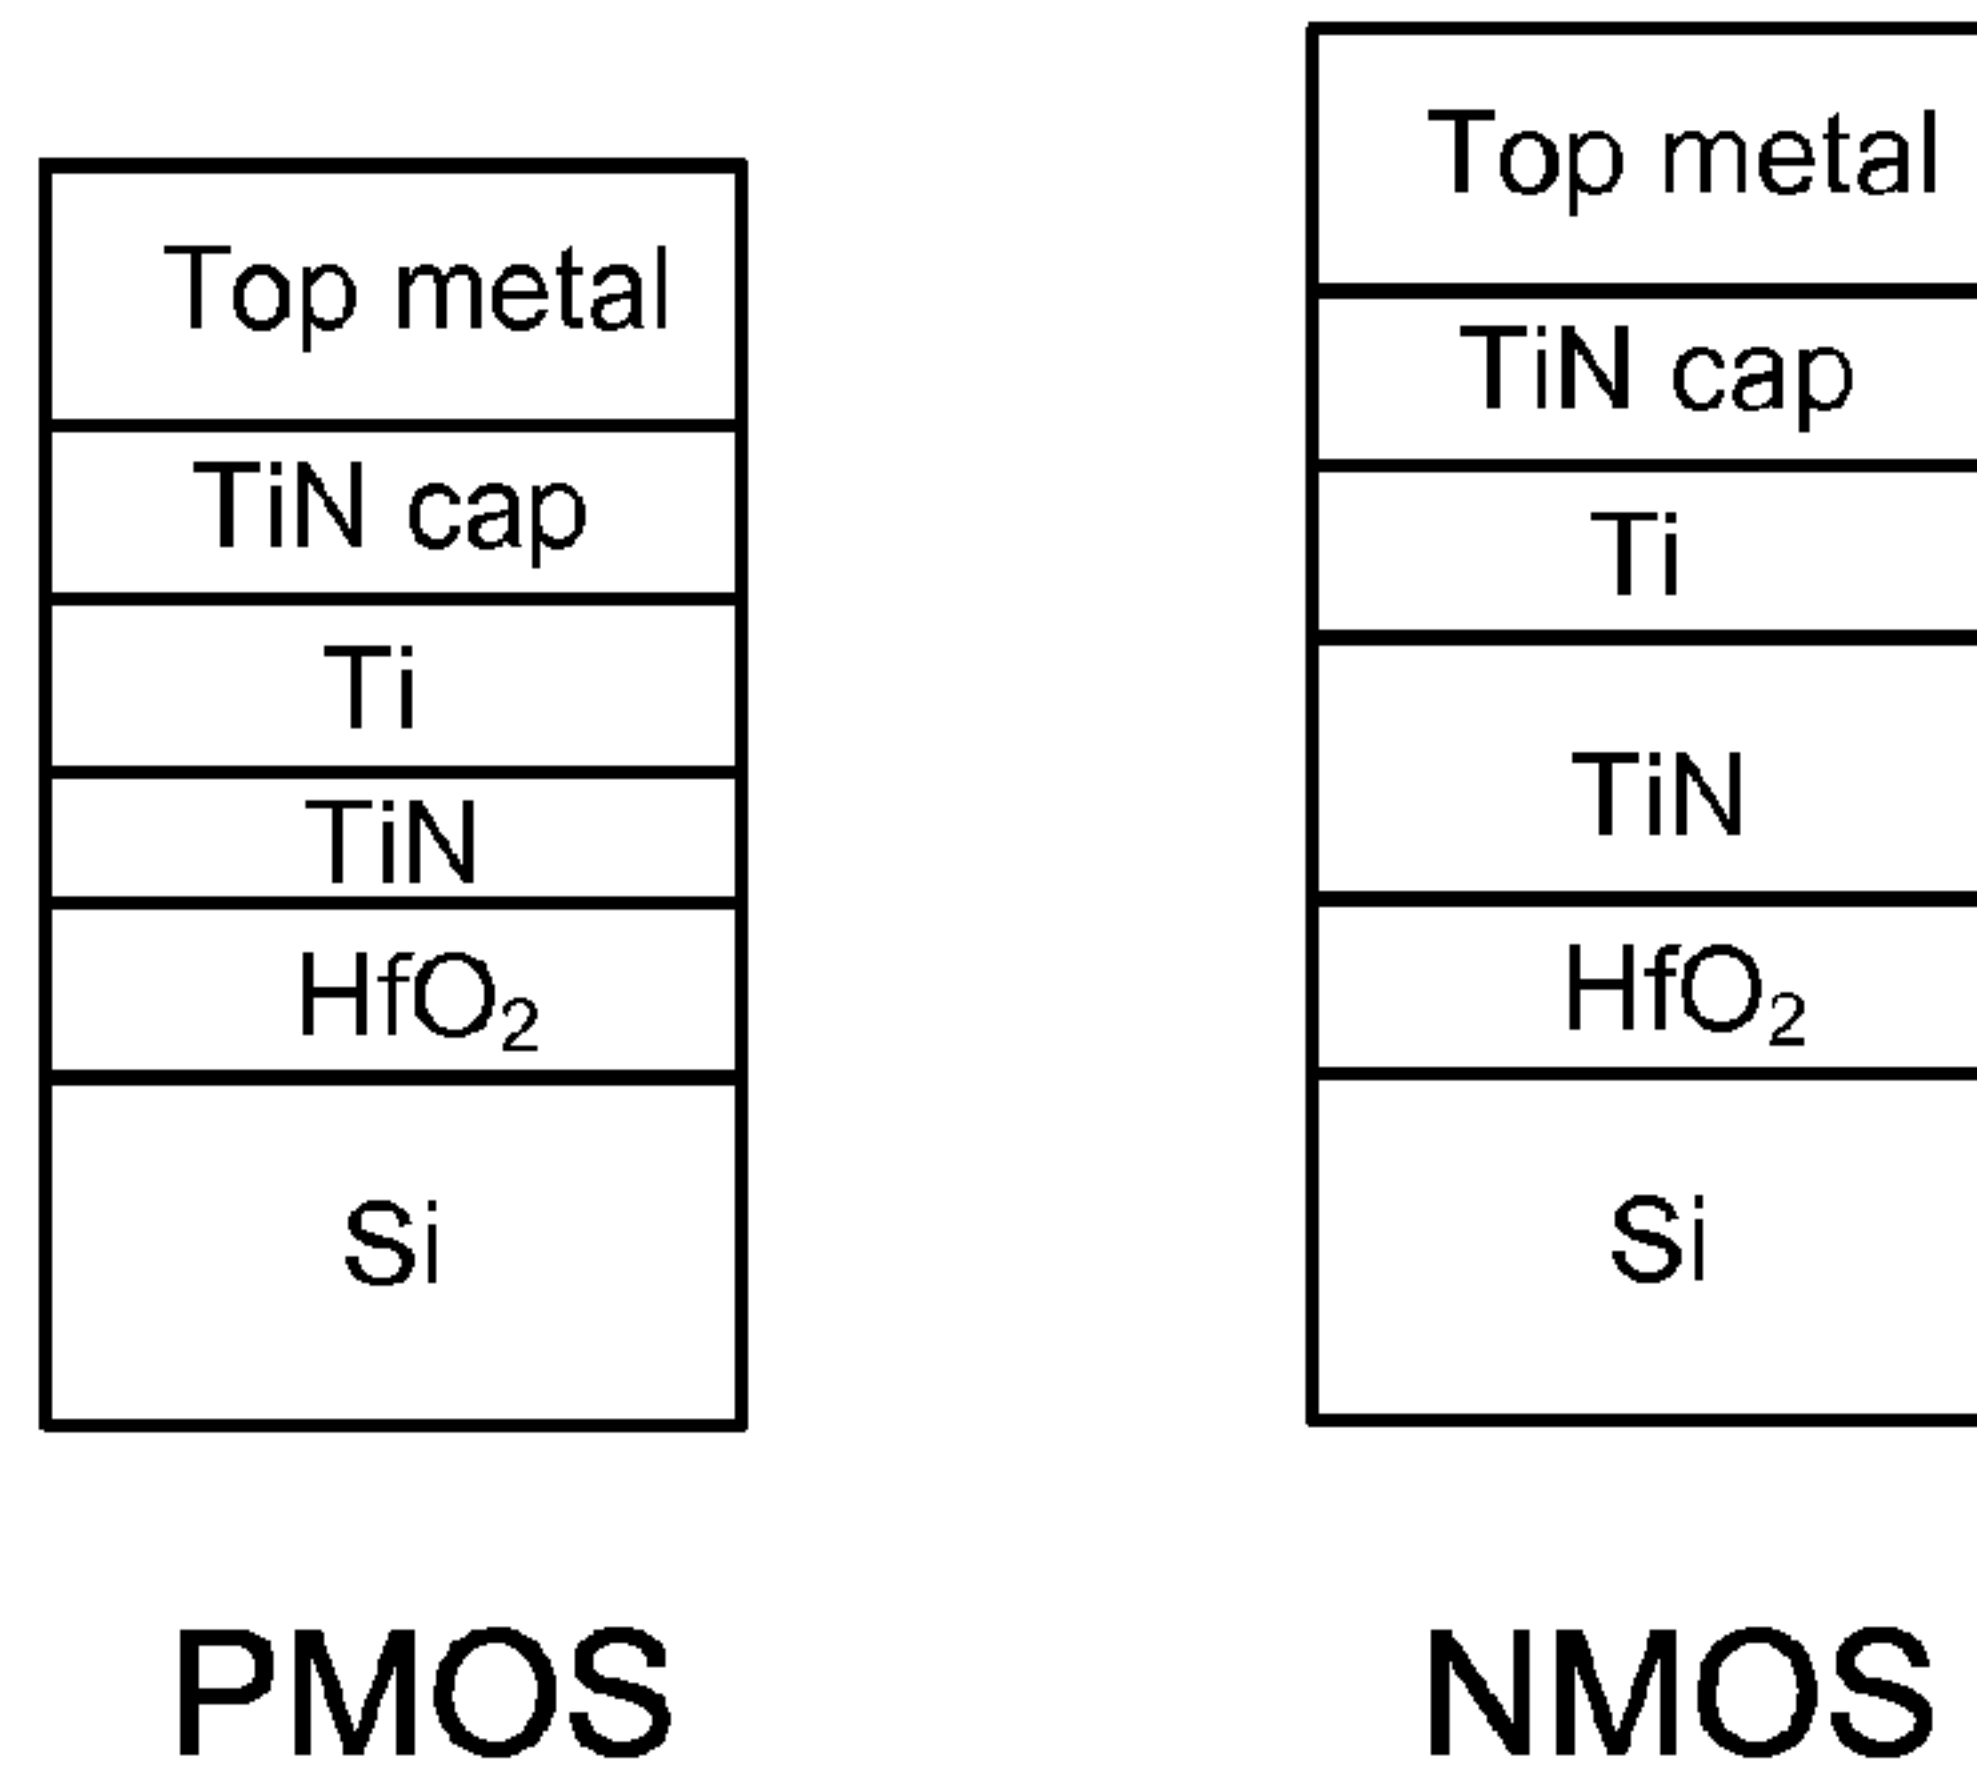 Top metal
TiN cap
Ti
TiN
HfO₂
Si
PMOS
Top metal
TiN cap
Ti
TiN
HfO₂
Si
NMOS